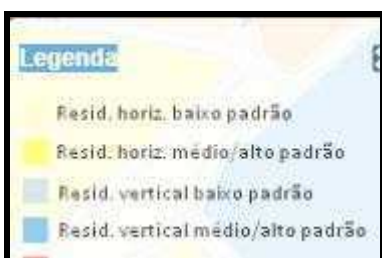 Legenda
Resid. horiz. baixo padrão
Resid. horiz. médio/alto padrão
Resid. vertical baixo padrão
Resid. vertical médio/alto padrão